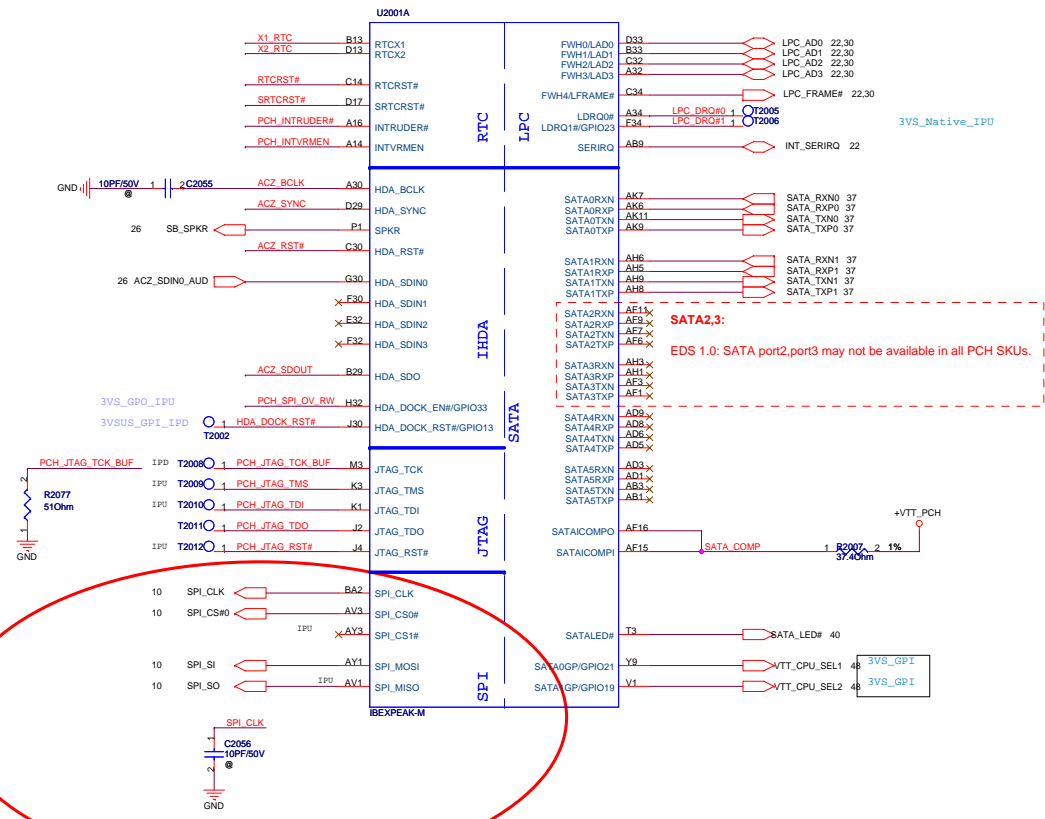 U2001A
X1_RTC B13 RTCX1
X2_RTC D13 RTCX2
RTCRST# C14 RTCRST#
SRTCRST# D17 SRTCRST#
PCH_INTRUDER# A16 INTRUDER#
PCH_INTVRMEN A14 INTVRMEN
RTC
LPC
FWH0/LAD0 D33 LPC_AD0 22,30
FWH1/LAD1 B33 LPC_AD1 22,30
FWH2/LAD2 C32 LPC_AD2 22,30
FWH3/LAD3 A32 LPC_AD3 22,30
FWH4/LFRAME# C34 LPC_FRAME# 22,30
LDRQ0# A34 LPC_DRQ#0 1 T2005
LDRQ1#/GPIO23 F34 LPC_DRQ#1 1 T2006
3VS_Native_IPU
SERIRQ AB9 INT_SERIRQ 22
GND 10PF/50V 1 2 C2055 ACZ_BCLK A30 HDA_BCLK
@
ACZ_SYNC D29 HDA_SYNC
26 SB_SPKR P1 SPKR
ACZ_RST# C30 HDA_RST#
26 ACZ_SDIN0_AUD G30 HDA_SDIN0
F30 HDA_SDIN1
E32 HDA_SDIN2
F32 HDA_SDIN3
ACZ_SDOUT B29 HDA_SDO
3VS_GPO_IPU PCH_SPI_OV_RW H32 HDA_DOCK_EN#/GPIO33
3VSUS_GPI_IPD 1 HDA_DOCK_RST# J30 HDA_DOCK_RST#/GPIO13
T2002
IHDA
SATA
SATA0RXN AK7 SATA_RXN0 37
SATA0RXP AK6 SATA_RXP0 37
SATA0TXN AK11 SATA_TXN0 37
SATA0TXP AK9 SATA_TXP0 37
SATA1RXN AH6 SATA_RXN1 37
SATA1RXP AH5 SATA_RXP1 37
SATA1TXN AH9 SATA_TXN1 37
SATA1TXP AH8 SATA_TXP1 37
SATA2RXN AF11
SATA2RXP AF9
SATA2TXN AF7
SATA2TXP AF6
SATA2,3:
EDS 1.0: SATA port2,port3 may not be available in all PCH SKUs.
SATA3RXN AH3
SATA3RXP AH1
SATA3TXN AF3
SATA3TXP AF1
SATA4RXN AD9
SATA4RXP AD8
SATA4TXN AD6
SATA4TXP AD5
SATA5RXN AD3
SATA5RXP AD1
SATA5TXN AB3
SATA5TXP AB1
PCH_JTAG_TCK_BUF IPD T2008 1 PCH_JTAG_TCK_BUF M3 JTAG_TCK
IPU T2009 1 PCH_JTAG_TMS K3 JTAG_TMS
IPU T2010 1 PCH_JTAG_TDI K1 JTAG_TDI
T2011 1 PCH_JTAG_TDO J2 JTAG_TDO
IPU T2012 1 PCH_JTAG_RST# J4 JTAG_RST#
2
R2077
51Ohm
1
GND
JTAG
+VTT_PCH
SATAICOMPO AF16
SATAICOMPI AF15 SATA_COMP 1 R2007 2 1%
37.4Ohm
10 SPI_CLK BA2 SPI_CLK
10 SPI_CS#0 AV3 SPI_CS0#
IPU AY3 SPI_CS1#
10 SPI_SI AY1 SPI_MOSI
10 SPI_SO IPU AV1 SPI_MISO
SPI
SATALED# T3 SATA_LED# 40
SATA0GP/GPIO21 Y9 VTT_CPU_SEL1 48 3VS_GPI
SATA1GP/GPIO19 V1 VTT_CPU_SEL2 48 3VS_GPI
IBEXPEAK-M
SPI_CLK
1
C2056
10PF/50V
@
2
GND